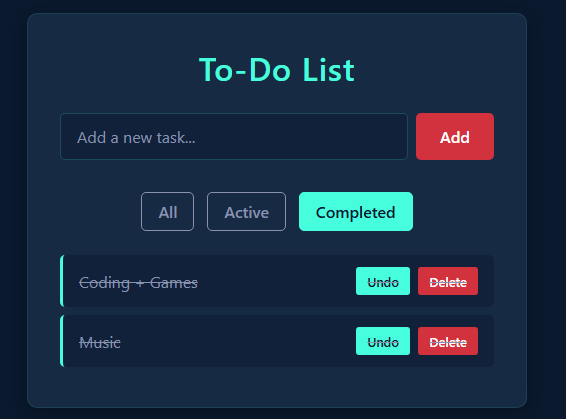 To-Do List
Add a new task... Add
All Active Completed
Coding + Games Undo Delete
Music Undo Delete